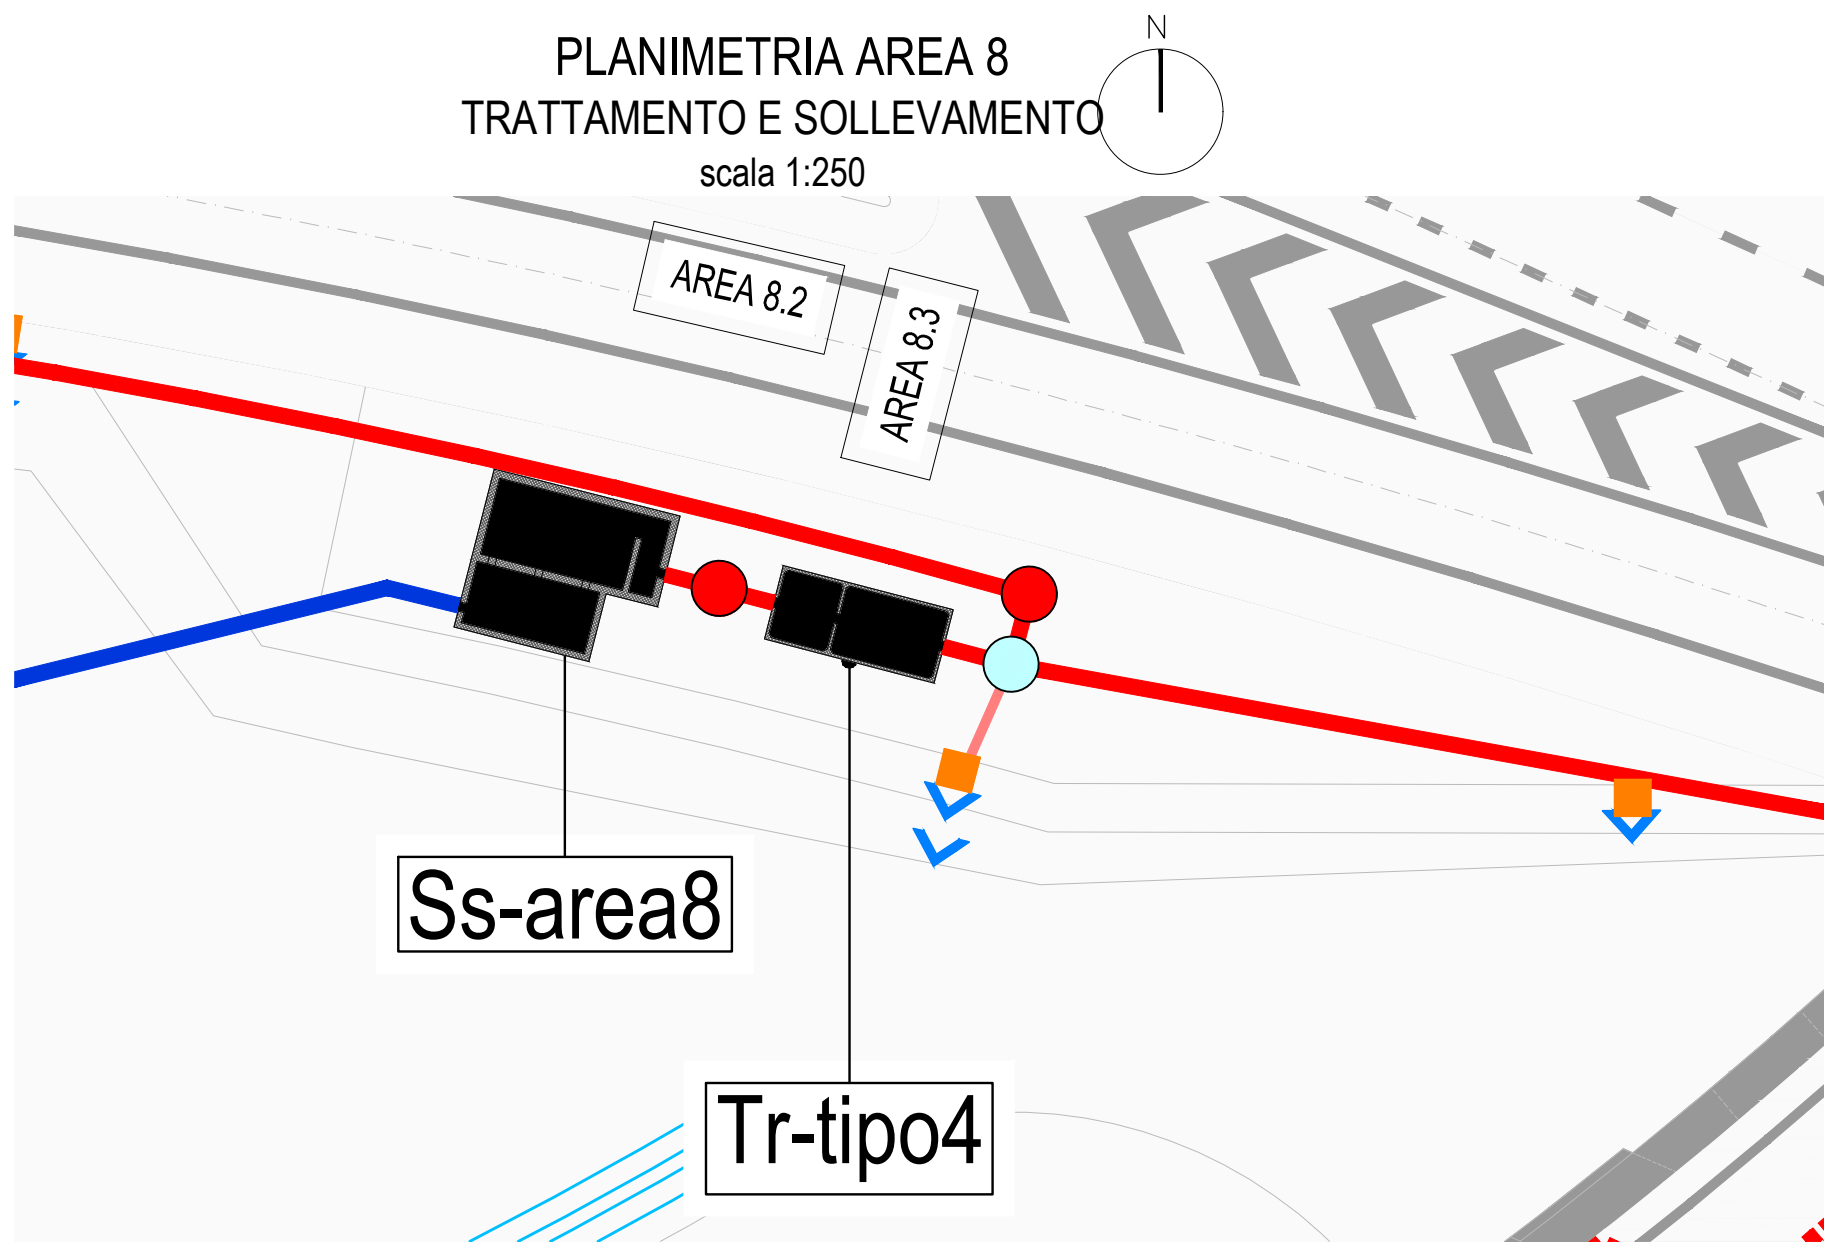 N
PLANIMETRIA AREA 8
TRATTAMENTO E SOLLEVAMENTO
scala 1:250
AREA 8.2
AREA 8.3
Ss-area8
Tr-tipo4